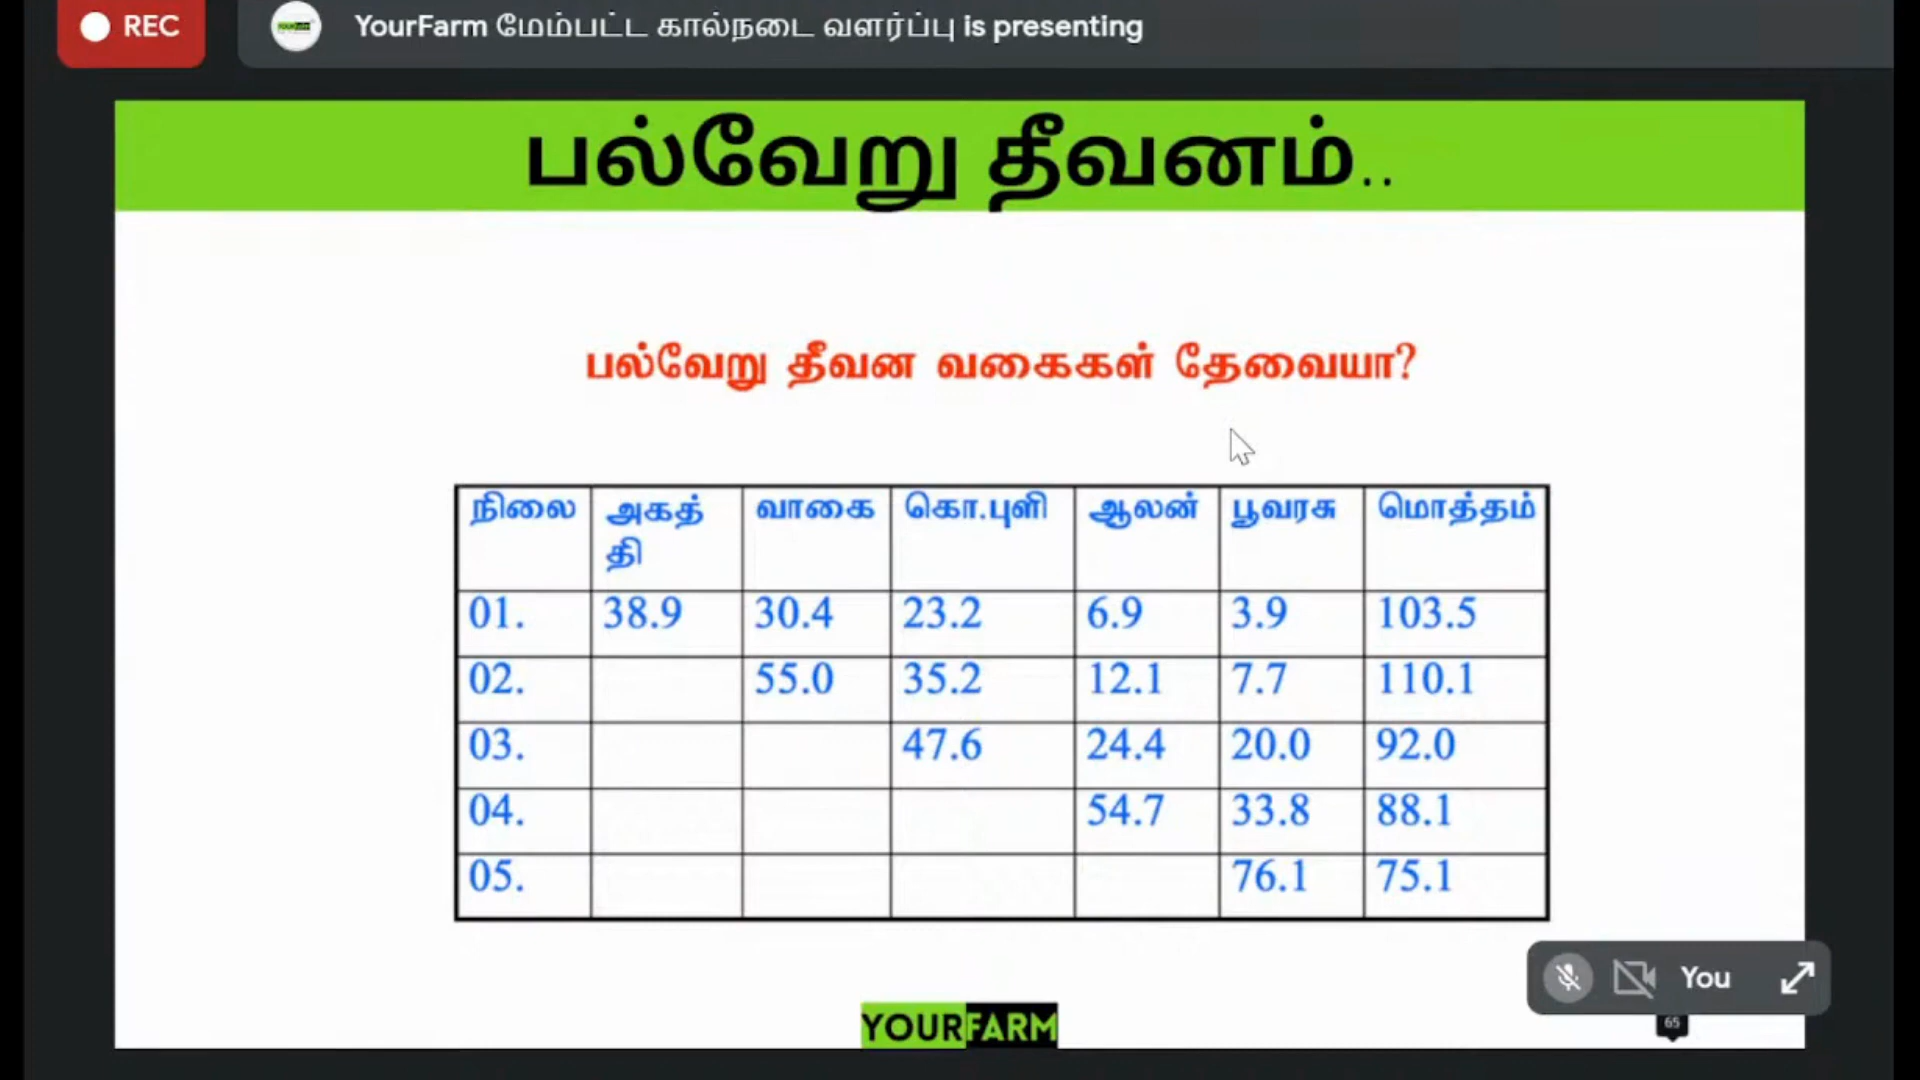 REC
YourFarm மேம்பட்ட கால்நடை வளர்ப்பு is presenting
பல்வேறு தீவனம்..
பல்வேறு தீவன வகைகள் தேவையா?
நிலை அகத்தி வாகை கொ.புளி ஆலன் பூவரசு மொத்தம்
01. 38.9 30.4 23.2 6.9 3.9 103.5
02. 55.0 35.2 12.1 7.7 110.1
03. 47.6 24.4 20.0 92.0
04. 54.7 33.8 88.1
05. 76.1 75.1
You
YOURFARM
65